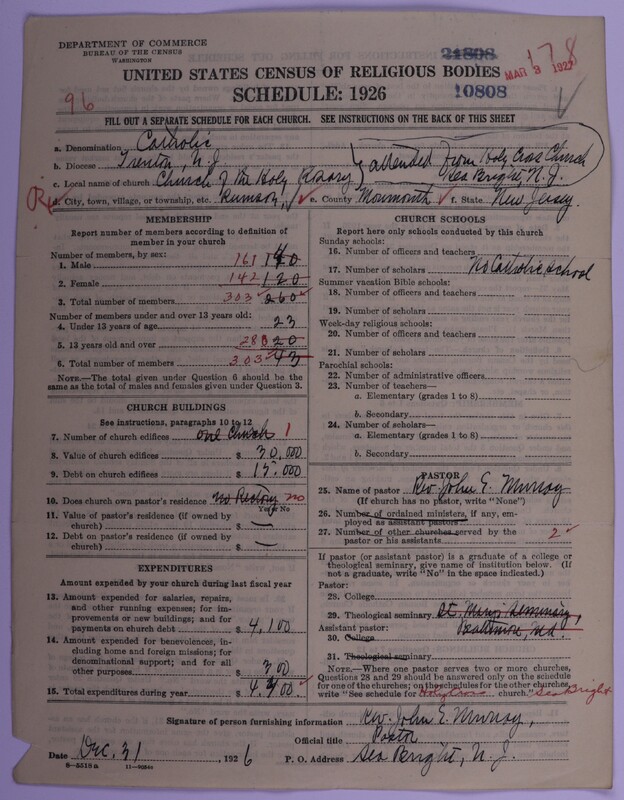 DEPARTMENT OF COMMERCE
BUREAU OF THE CENSUS
WASHINGTON
21808
MAR 3 1927
178
UNITED STATES CENSUS OF RELIGIOUS BODIES
96
SCHEDULE: 1926
10808
FILL OUT A SEPARATE SCHEDULE FOR EACH CHURCH. SEE INSTRUCTIONS ON THE BACK OF THIS SHEET
a. Denomination Catholic
b. Diocese Trenton, N.J.
attended from Holy Cross Church
Sea Bright, N.J.
c. Local name of church Church of the Holy Rosary
d. City, town, village, or township, etc. Rumson, e. County Monmouth f. State New Jersey.
MEMBERSHIP
Report number of members according to definition of
member in your church
Number of members, by sex:
1. Male 161 140
2. Female 142 120
3. Total number of members 303 260
Number of members under and over 13 years old:
4. Under 13 years of age 23
5. 13 years old and over 280 20
6. Total number of members 303 43
NOTE.—The total given under Question 6 should be the
same as the total of males and females given under Question 3.
CHURCH BUILDINGS
See instructions, paragraphs 10 to 12
7. Number of church edifices one Church 1
8. Value of church edifices $ 30,000
9. Debt on church edifices $ 15,000
10. Does church own pastor's residence no Rectory no
Yes or No
11. Value of pastor's residence (if owned by
church) $ —
12. Debt on pastor's residence (if owned by
church) $ —
EXPENDITURES
Amount expended by your church during last fiscal year
13. Amount expended for salaries, repairs,
and other running expenses; for im-
provements or new buildings; and for
payments on church debt $ 4,100
14. Amount expended for benevolences, in-
cluding home and foreign missions; for
denominational support; and for all
other purposes $ 300
15. Total expenditures during year $ 4,400
CHURCH SCHOOLS
Report here only schools conducted by this church
Sunday schools:
16. Number of officers and teachers
17. Number of scholars No Catholic School
Summer vacation Bible schools:
18. Number of officers and teachers
19. Number of scholars
Week-day religious schools:
20. Number of officers and teachers
21. Number of scholars
Parochial schools:
22. Number of administrative officers
23. Number of teachers—
a. Elementary (grades 1 to 8)
b. Secondary
24. Number of scholars—
a. Elementary (grades 1 to 8)
b. Secondary
PASTOR
25. Name of pastor Rev. John E. Murray
(If church has no pastor, write "None")
26. Number of ordained ministers, if any, em-
ployed as assistant pastors
27. Number of other churches served by the
pastor or his assistants 2
If pastor (or assistant pastor) is a graduate of a college or
theological seminary, give name of institution below. (If
not a graduate, write "No" in the space indicated.)
Pastor:
28. College
29. Theological seminary St. Marys Seminary,
Assistant pastor: Baltimore, Md.
30. College
31. Theological seminary
NOTE.—Where one pastor serves two or more churches,
Questions 28 and 29 should be answered only on the schedule
for one of the churches; on the schedules for the other churches,
write "See schedule for Holy Cross church." Sea Bright
Signature of person furnishing information Rev. John E. Murray,
Official title Pastor
Date Dec. 31, 1926 P. O. Address Sea Bright, N.J.
8—5518a 11—9054